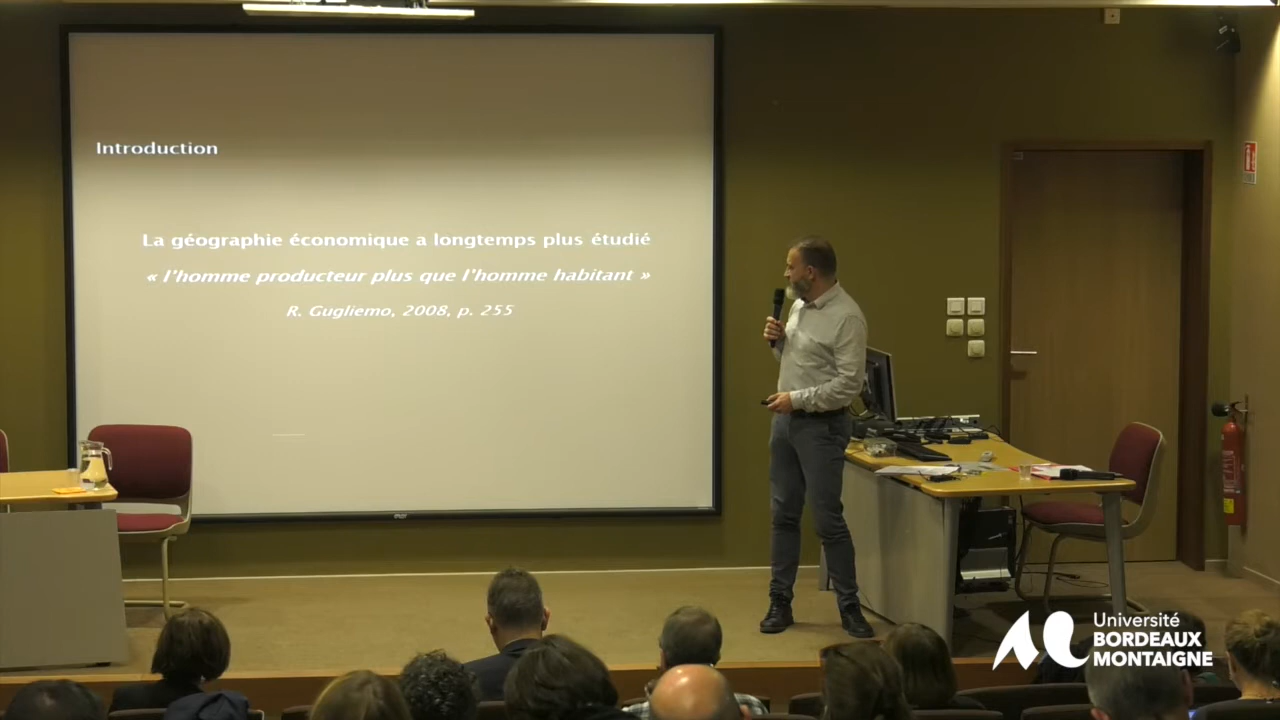 Introduction
La géographie économique a longtemps plus étudié
« l'homme producteur plus que l'homme habitant »
R. Gugliemo, 2008, p. 255
Université
BORDEAUX
MONTAIGNE